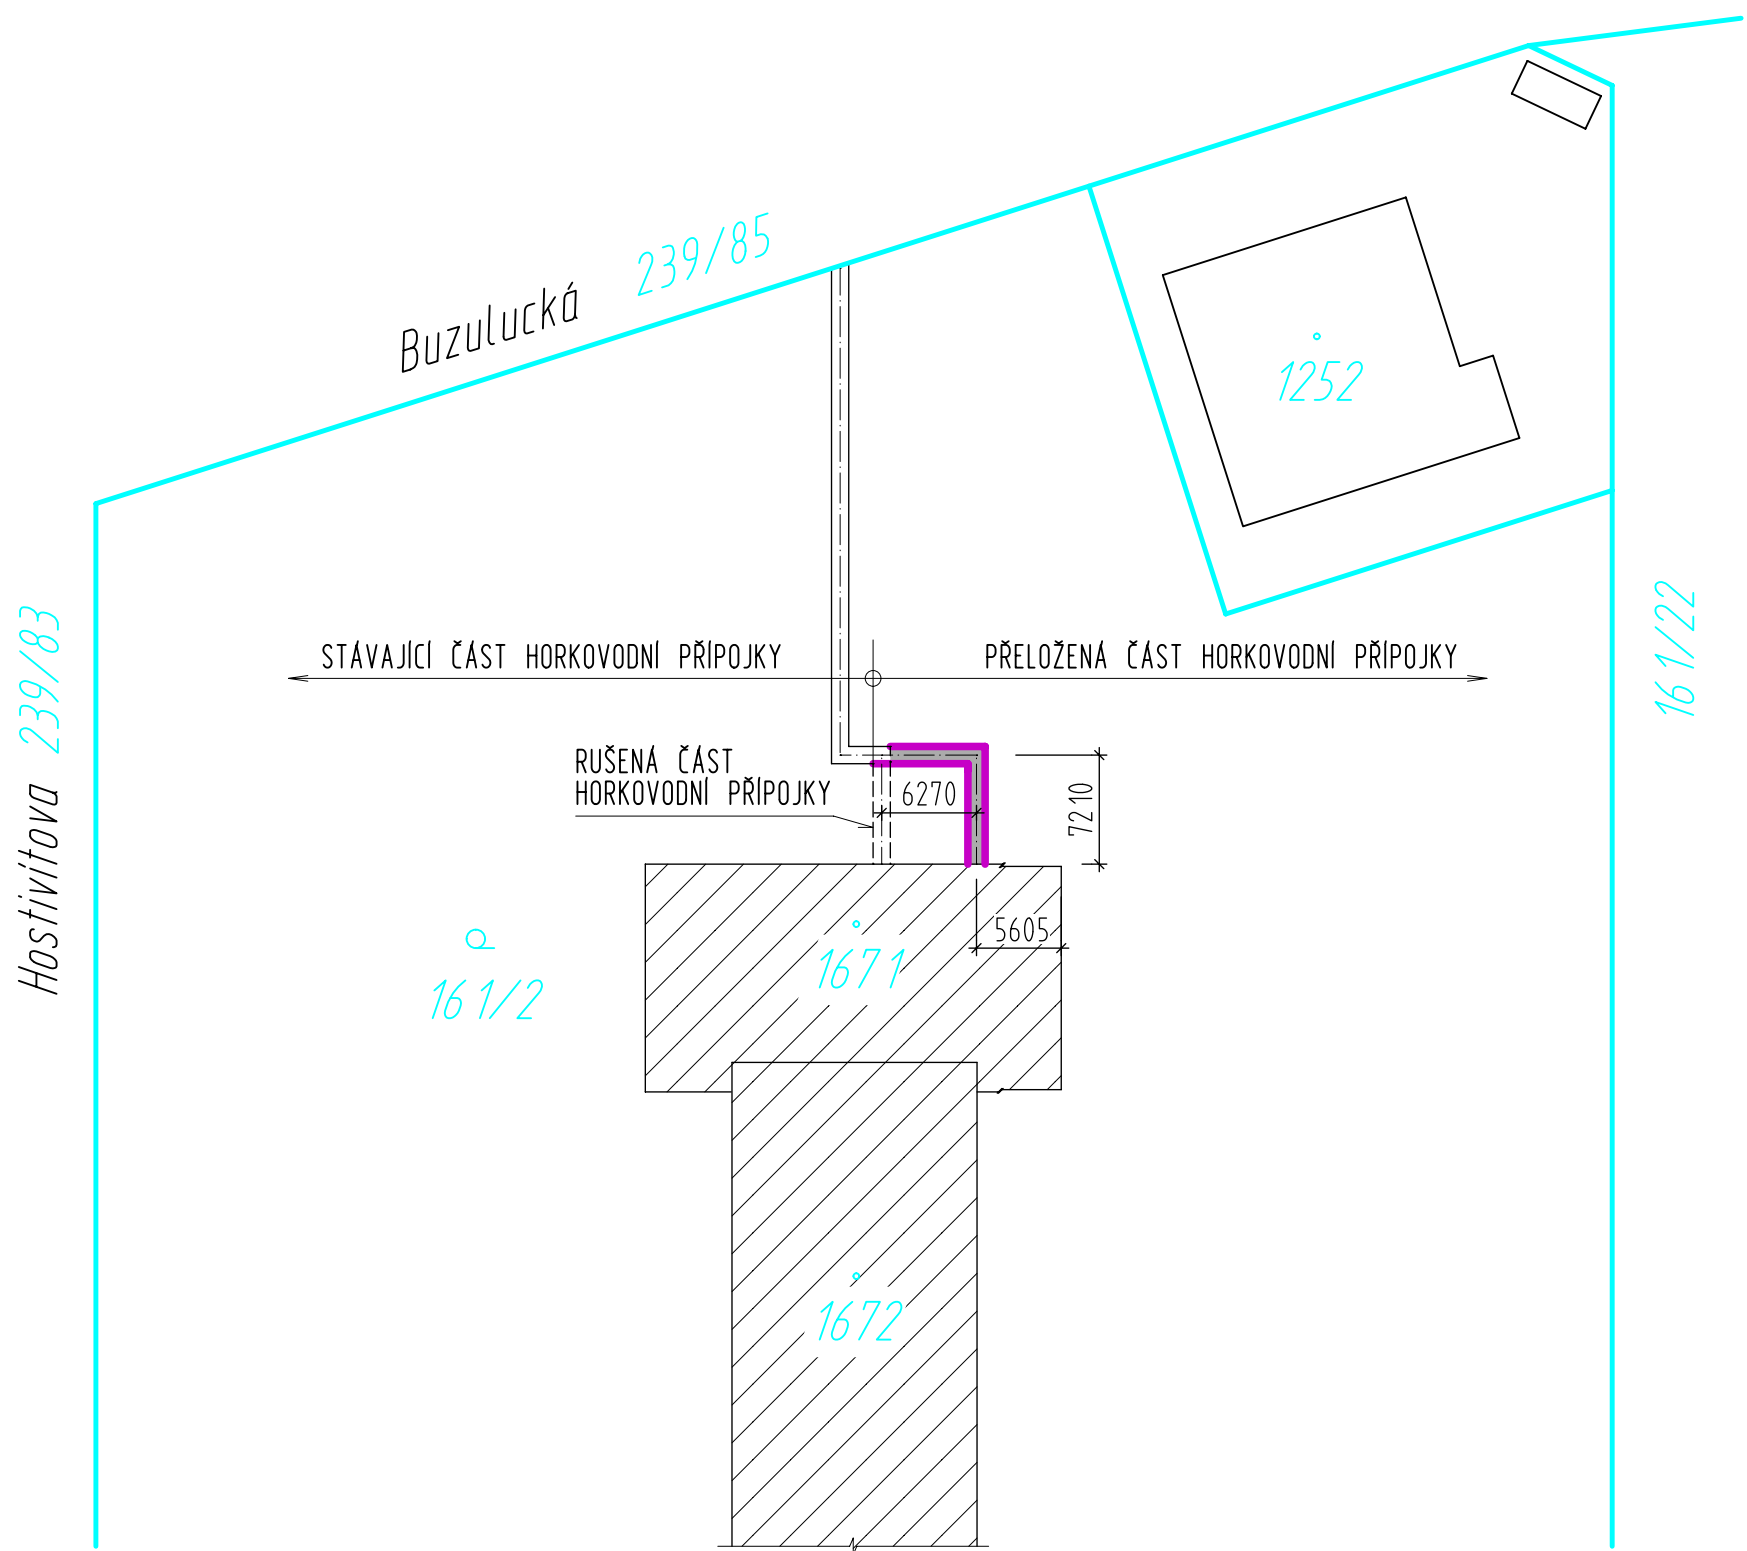 Buzulucká 239/85
1252
Hostivítova 239/83
161/22
STÁVAJÍCÍ ČÁST HORKOVODNÍ PŘÍPOJKY
PŘELOŽENÁ ČÁST HORKOVODNÍ PŘÍPOJKY
RUŠENÁ ČÁST
HORKOVODNÍ PŘÍPOJKY
6270
7210
5605
1671
161/2
1672